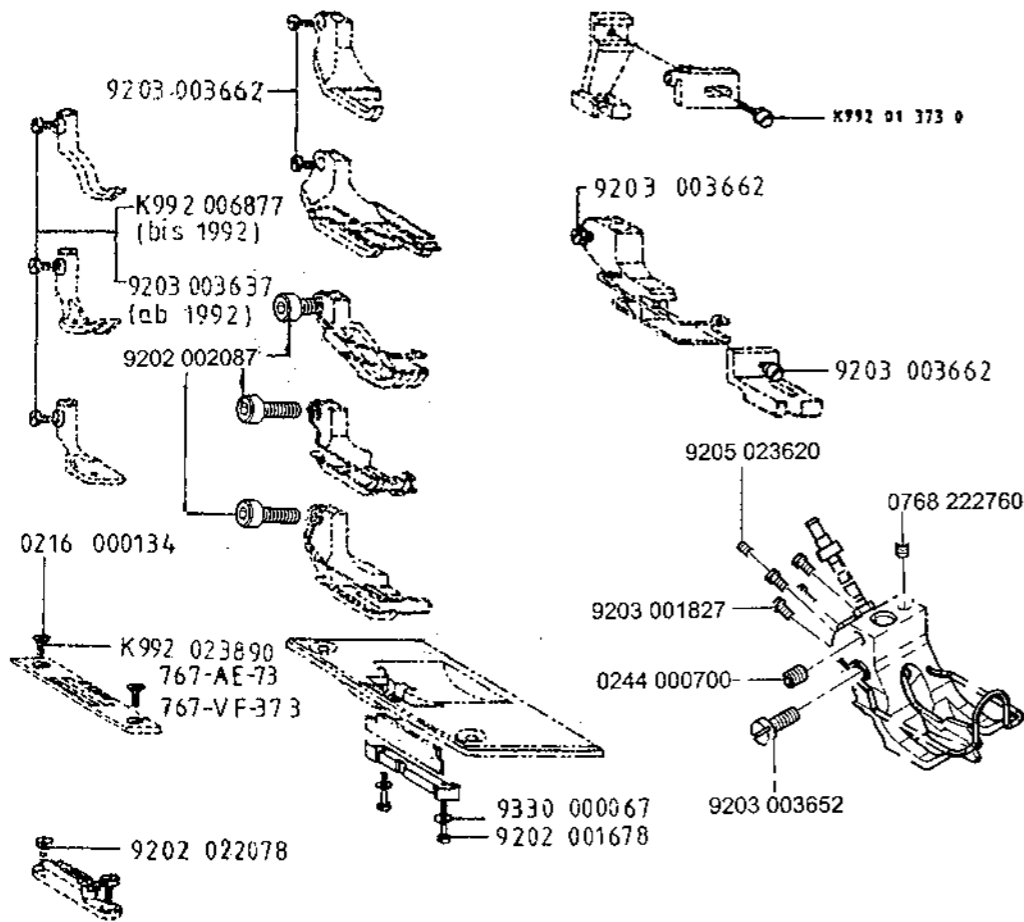 9203 003662
K992 01 373 0
9203 003662
K992 006877
(bis 1992)
9203 003637
(ab 1992)
9202 002087
9203 003662
9205 023620
0768 222760
0216 000134
9203 001827
K992 023890
767-AE-73
767-VF-373
0244 000700
9203 003652
9330 000067
9202 001678
9202 022078